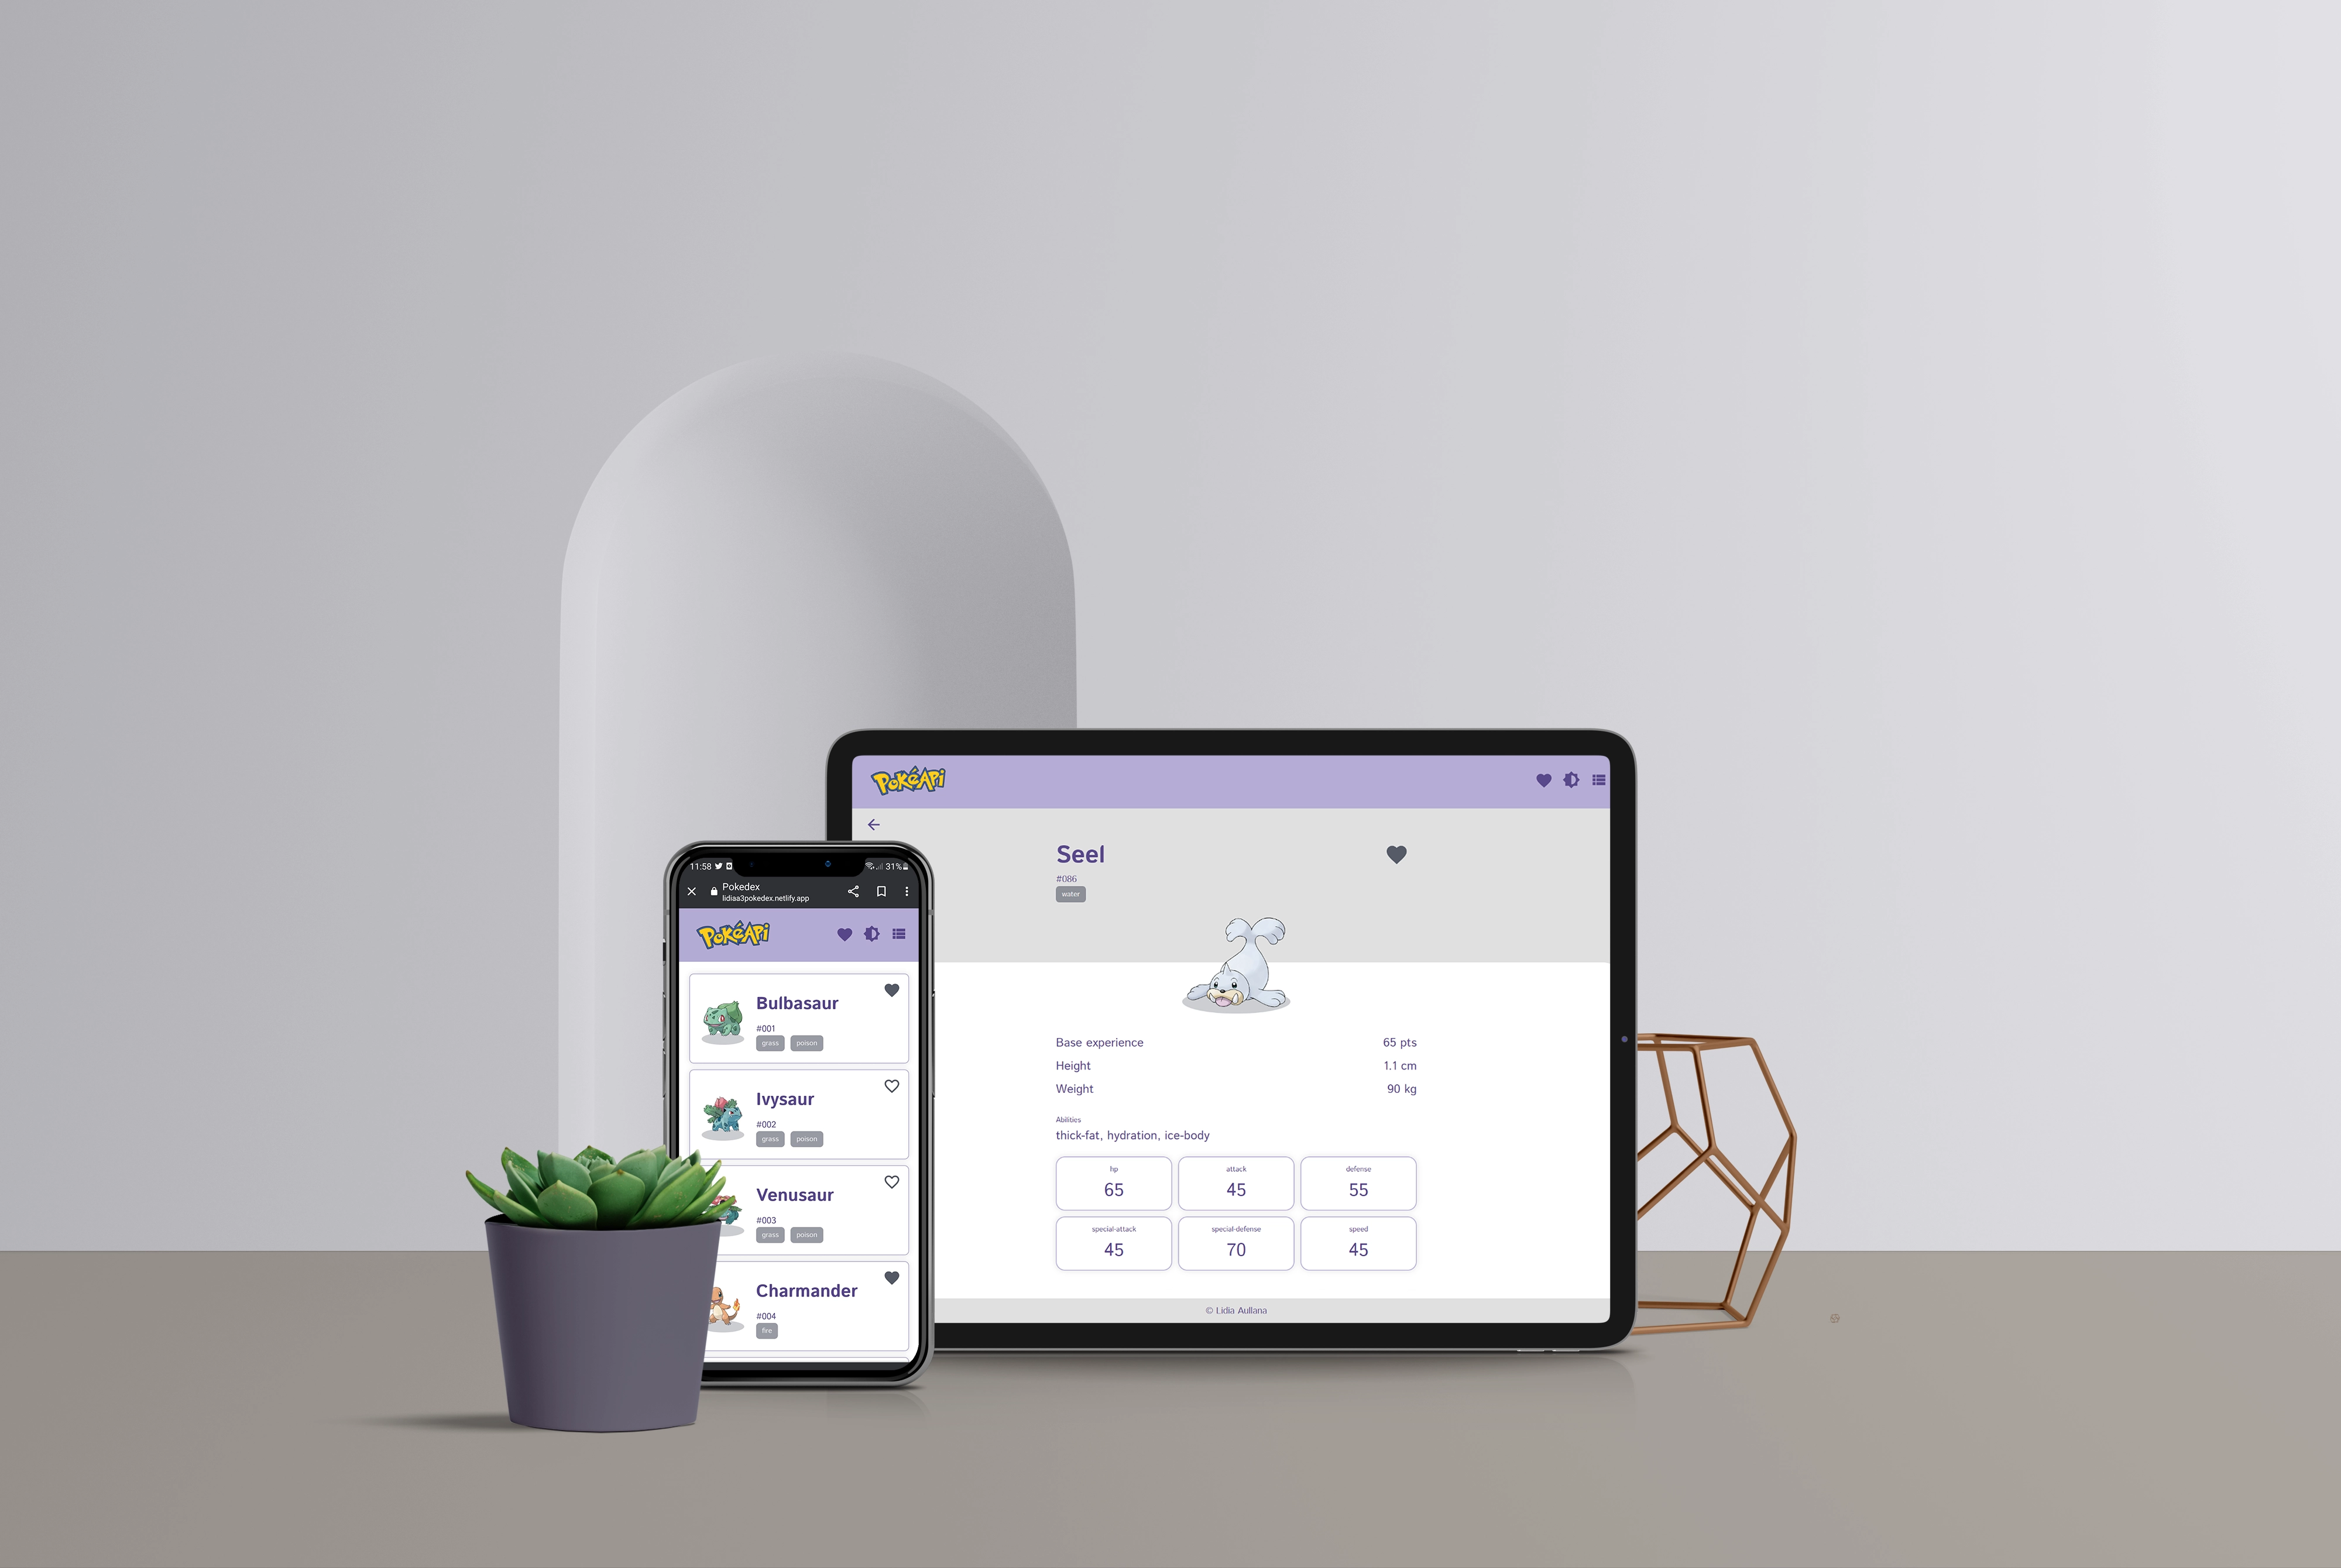 PokéApi
Seel
#086
water
Base experience 65 pts
Height 1.1 cm
Weight 90 kg
Abilities
thick-fat, hydration, ice-body
hp attack defense
65 45 55
special-attack special-defense speed
45 70 45
© Lidia Aullana
11:58 31%
Pokedex
lidiaa3pokedex.netlify.app
PokéApi
Bulbasaur
#001
grass poison
Ivysaur
#002
grass poison
Venusaur
#003
grass poison
Charmander
#004
fire